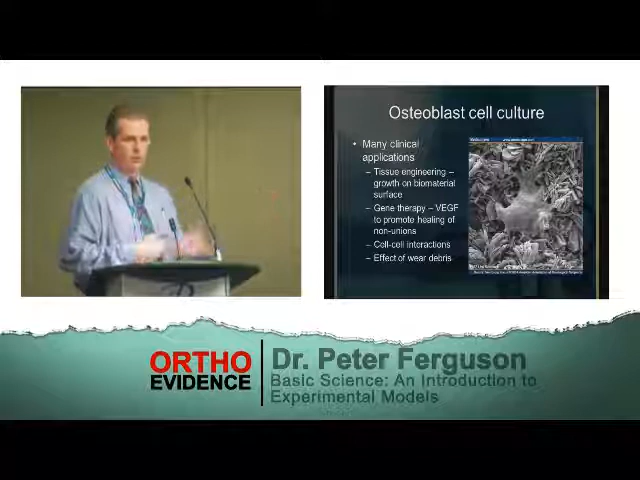 Osteoblast cell culture
• Many clinical
applications
– Tissue engineering –
growth on biomaterial
surface
– Gene therapy – VEGF
to promote healing of
non-unions
– Cell-cell interactions
– Effect of wear debris
ORTHO
EVIDENCE
Dr. Peter Ferguson
Basic Science: An Introduction to
Experimental Models